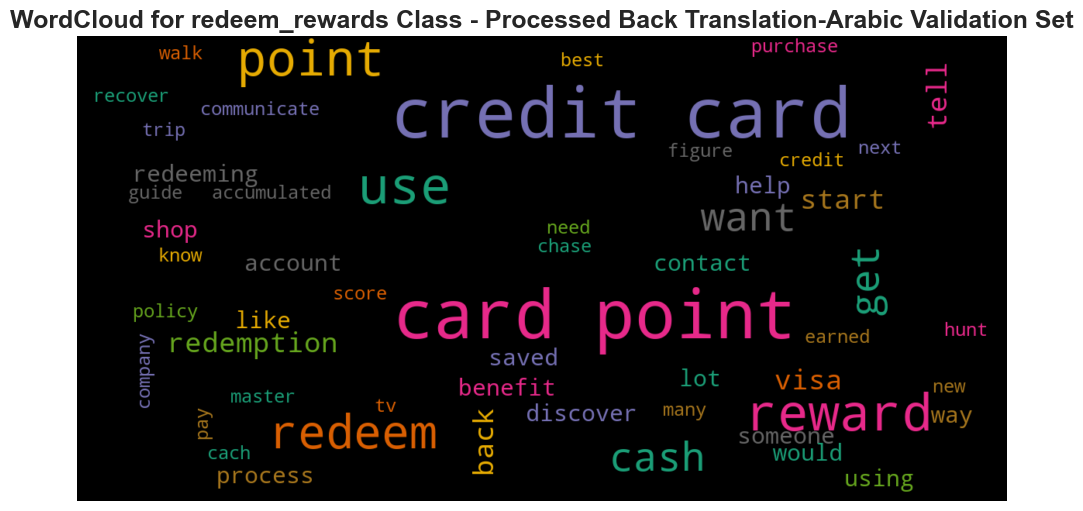 WordCloud for redeem_rewards Class - Processed Back Translation-Arabic Validation Set
walk
point
best
purchase
recover
communicate
credit card
tell
trip
figure
credit
next
redeeming
guide
accumulated
use
help
start
want
shop
need
chase
know
account
contact
get
score
card point
policy
like
redemption
earned
hunt
company
saved
master
tv
benefit
lot
visa
new
pay
redeem
back
discover
many
reward
way
cach
process
cash
someone
would
using